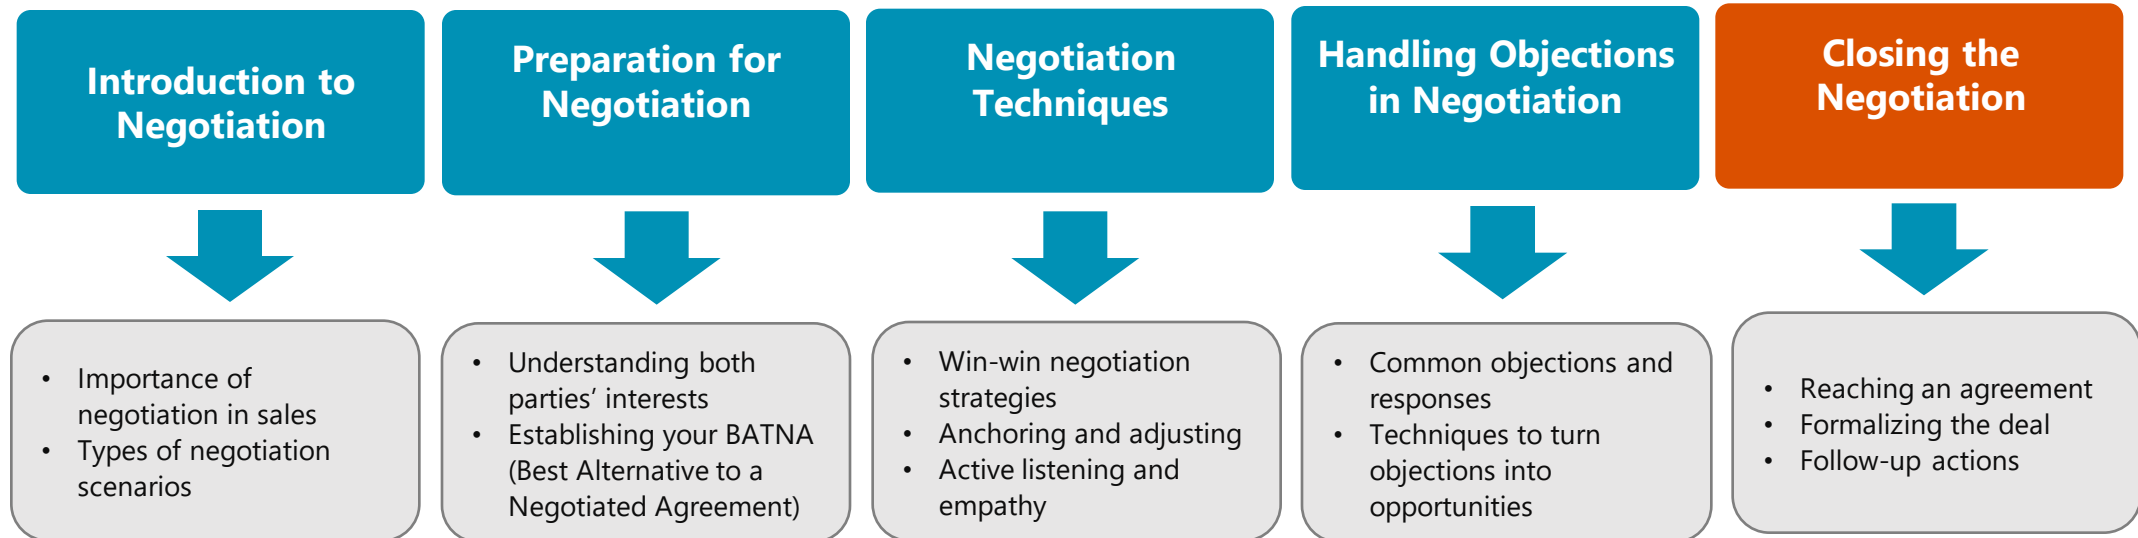 Introduction to
Negotiation
Preparation for
Negotiation
Negotiation
Techniques
Handling Objections
in Negotiation
Closing the
Negotiation
• Importance of
negotiation in sales
• Types of negotiation
scenarios
• Understanding both
parties’ interests
• Establishing your BATNA
(Best Alternative to a
Negotiated Agreement)
• Win-win negotiation
strategies
• Anchoring and adjusting
• Active listening and
empathy
• Common objections and
responses
• Techniques to turn
objections into
opportunities
• Reaching an agreement
• Formalizing the deal
• Follow-up actions